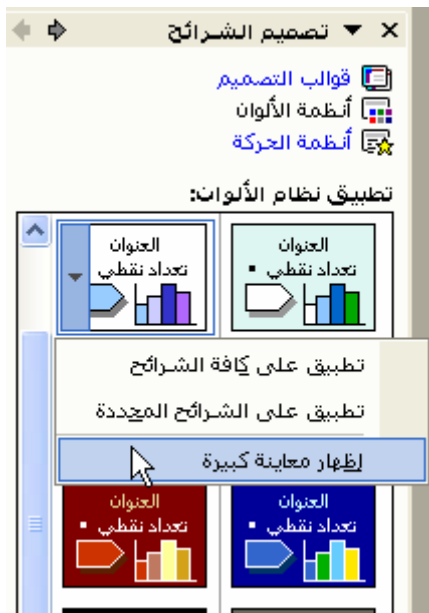 تصميم الشرائح
قوالب التصميم
أنظمة الألوان
أنظمة الحركة
تطبيق نظام الألوان:
العنوان
تعداد نقطي
العنوان
تعداد نقطي
تطبيق على كافة الشرائح
تطبيق على الشرائح المحددة
إظهار معاينة كبيرة
العنوان
تعداد نقطي
العنوان
تعداد نقطي